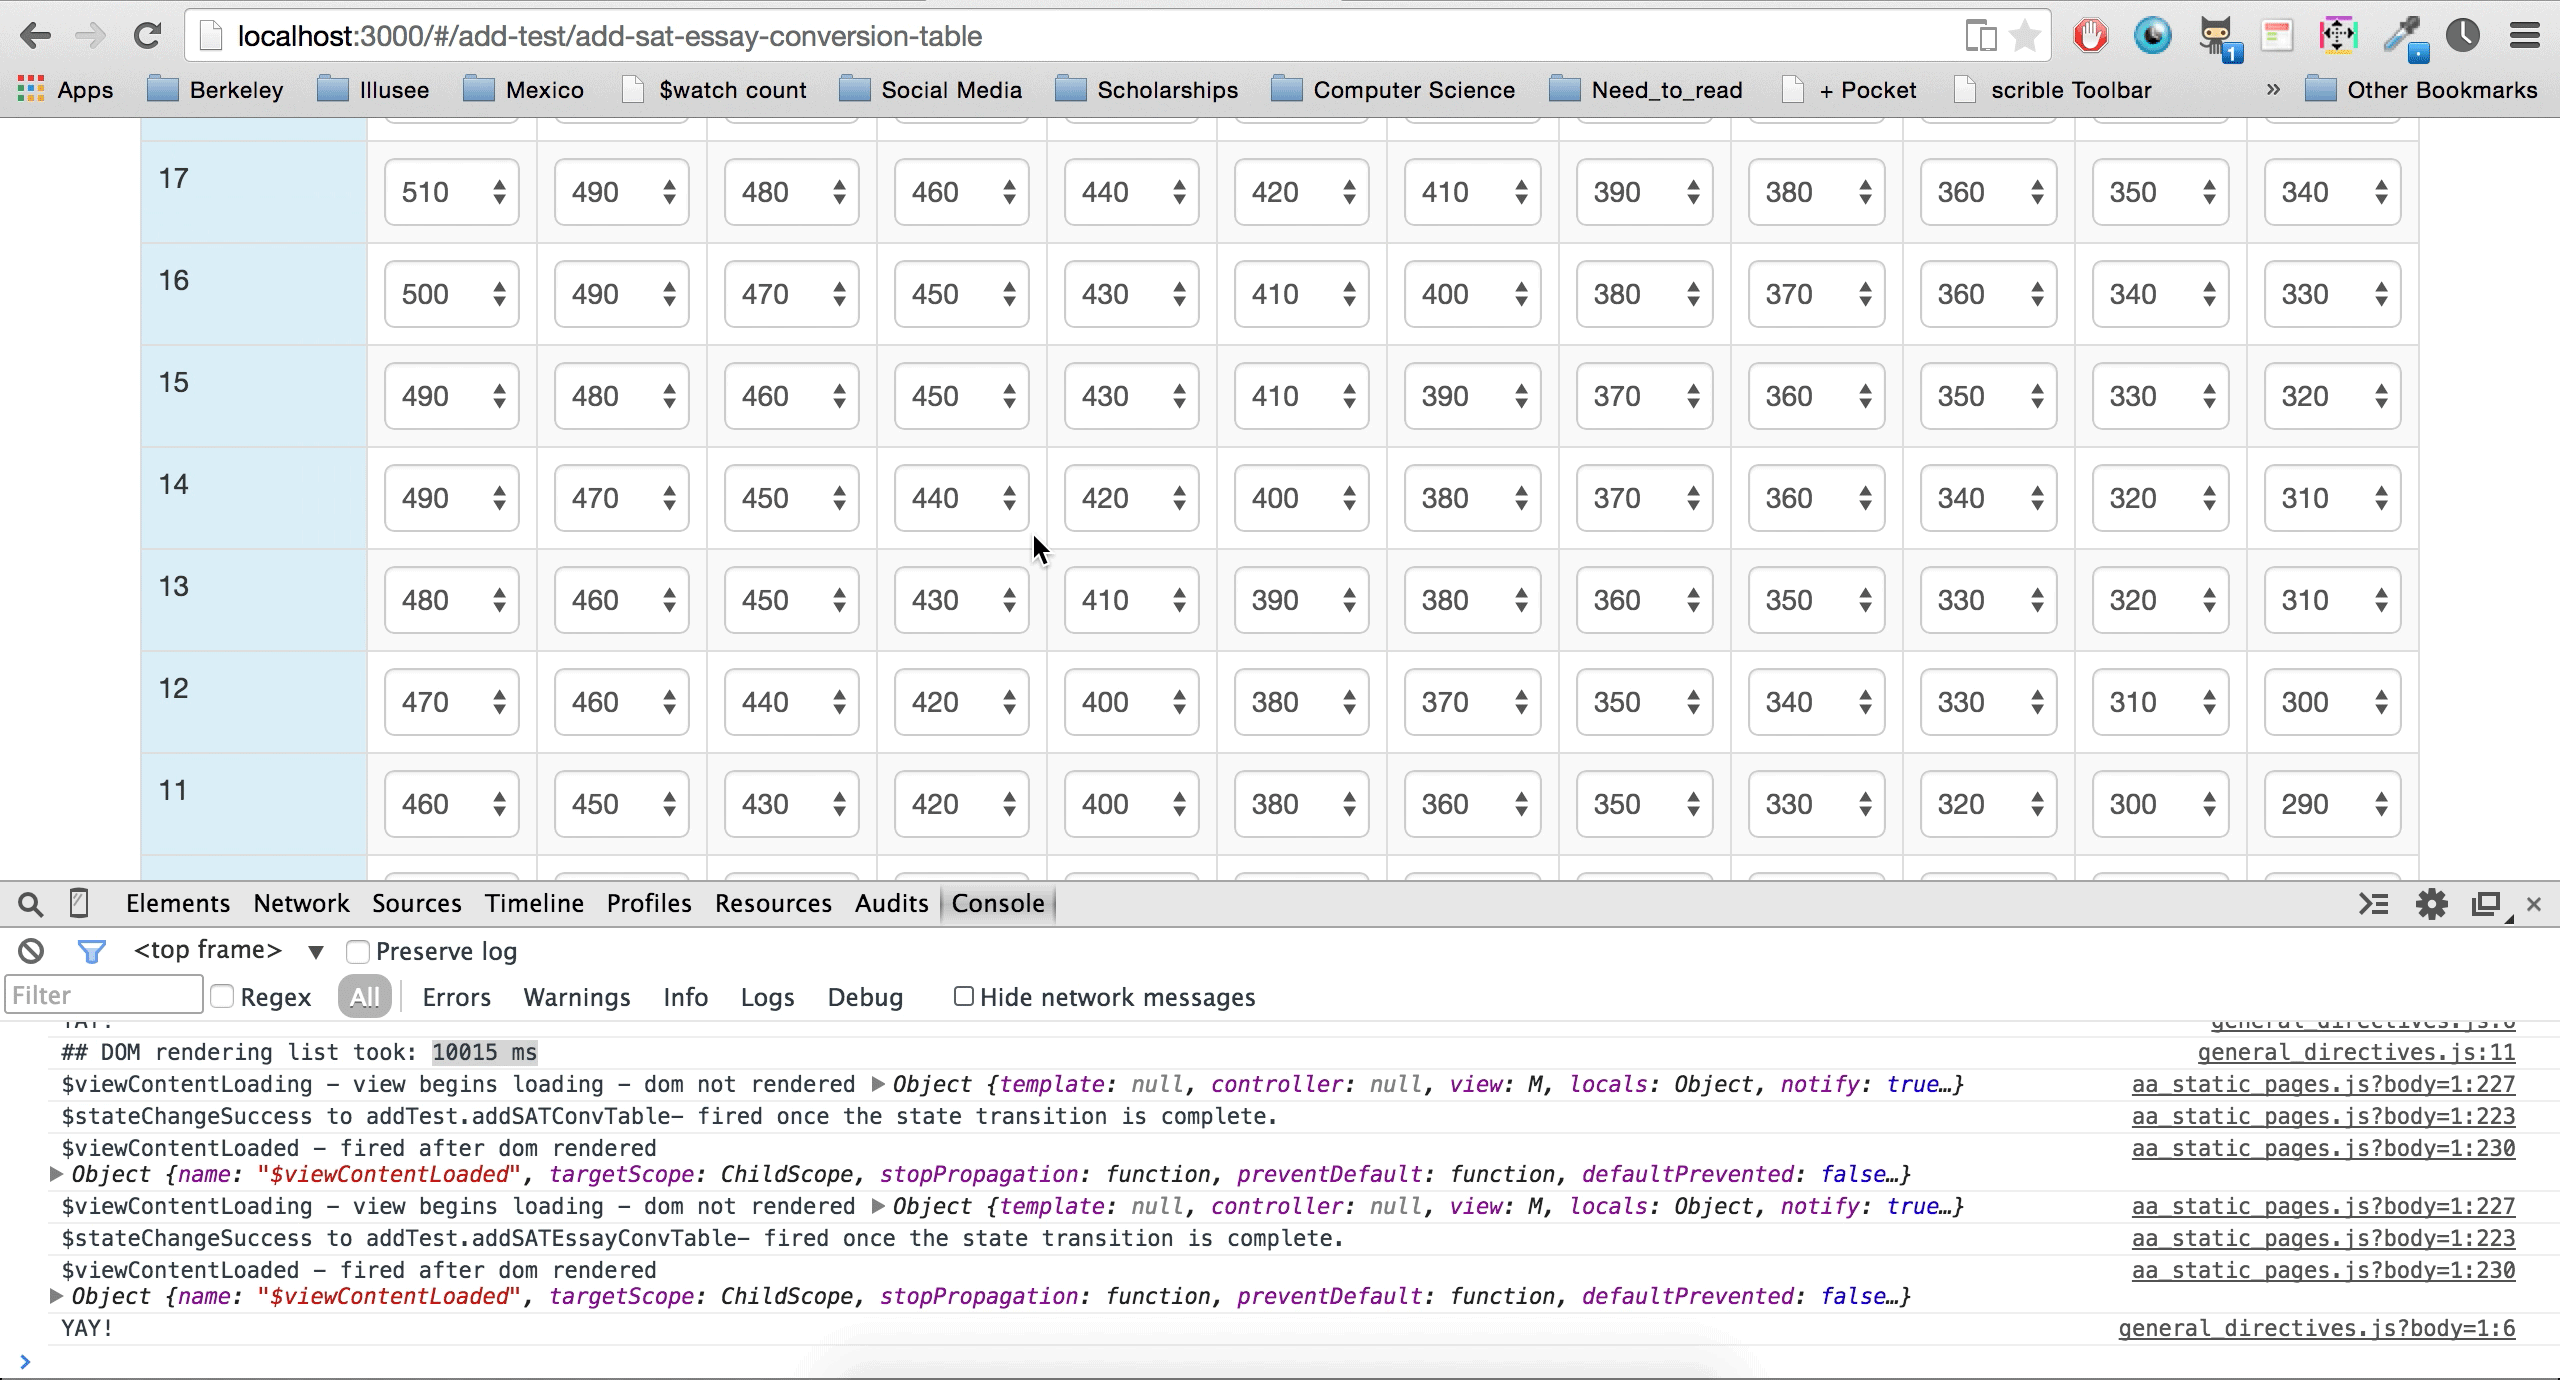 localhost:3000/#/add-test/add-sat-essay-conversion-table
1
Apps Berkeley Illusee Mexico $watch count Social Media Scholarships Computer Science Need_to_read + Pocket scrible Toolbar » Other Bookmarks
17 510 490 480 460 440 420 410 390 380 360 350 340
16 500 490 470 450 430 410 400 380 370 360 340 330
15 490 480 460 450 430 410 390 370 360 350 330 320
14 490 470 450 440 420 400 380 370 360 340 320 310
13 480 460 450 430 410 390 380 360 350 330 320 310
12 470 460 440 420 400 380 370 350 340 330 310 300
11 460 450 430 420 400 380 360 350 330 320 300 290
Elements Network Sources Timeline Profiles Resources Audits Console
<top frame> ▼ Preserve log
Filter Regex All Errors Warnings Info Logs Debug Hide network messages
YAY! general_directives.js:6
## DOM rendering list took: 10015 ms general_directives.js:11
$viewContentLoading – view begins loading – dom not rendered ▶Object {template: null, controller: null, view: M, locals: Object, notify: true…} aa_static_pages.js?body=1:227
$stateChangeSuccess to addTest.addSATConvTable– fired once the state transition is complete. aa_static_pages.js?body=1:223
$viewContentLoaded – fired after dom rendered aa_static_pages.js?body=1:230
▶Object {name: "$viewContentLoaded", targetScope: ChildScope, stopPropagation: function, preventDefault: function, defaultPrevented: false…}
$viewContentLoading – view begins loading – dom not rendered ▶Object {template: null, controller: null, view: M, locals: Object, notify: true…} aa_static_pages.js?body=1:227
$stateChangeSuccess to addTest.addSATEssayConvTable– fired once the state transition is complete. aa_static_pages.js?body=1:223
$viewContentLoaded – fired after dom rendered aa_static_pages.js?body=1:230
▶Object {name: "$viewContentLoaded", targetScope: ChildScope, stopPropagation: function, preventDefault: function, defaultPrevented: false…}
YAY! general_directives.js?body=1:6
>